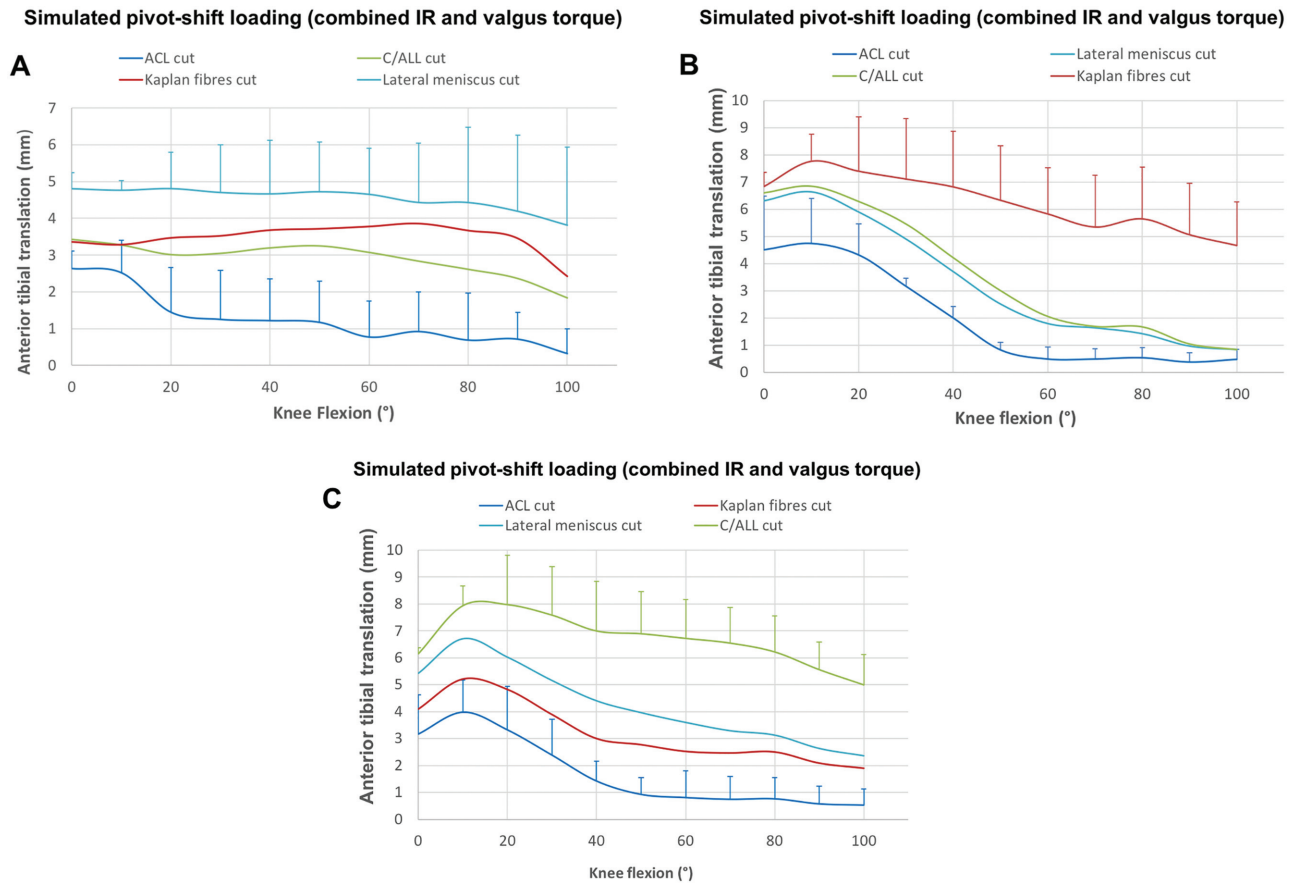 Simulated pivot-shift loading (combined IR and valgus torque)
A
ACL cut
C/ALL cut
Kaplan fibres cut
Lateral meniscus cut
Anterior tibial translation (mm)
7
6
5
4
3
2
1
0
0 20 40 60 80 100
Knee Flexion (°)
Simulated pivot-shift loading (combined IR and valgus torque)
B
ACL cut
Lateral meniscus cut
C/ALL cut
Kaplan fibres cut
Anterior tibial translation (mm)
10
9
8
7
6
5
4
3
2
1
0
0 20 40 60 80 100
Knee flexion (°)
Simulated pivot-shift loading (combined IR and valgus torque)
C
ACL cut
Kaplan fibres cut
Lateral meniscus cut
C/ALL cut
Anterior tibial translation (mm)
10
9
8
7
6
5
4
3
2
1
0
0 20 40 60 80 100
Knee flexion (°)